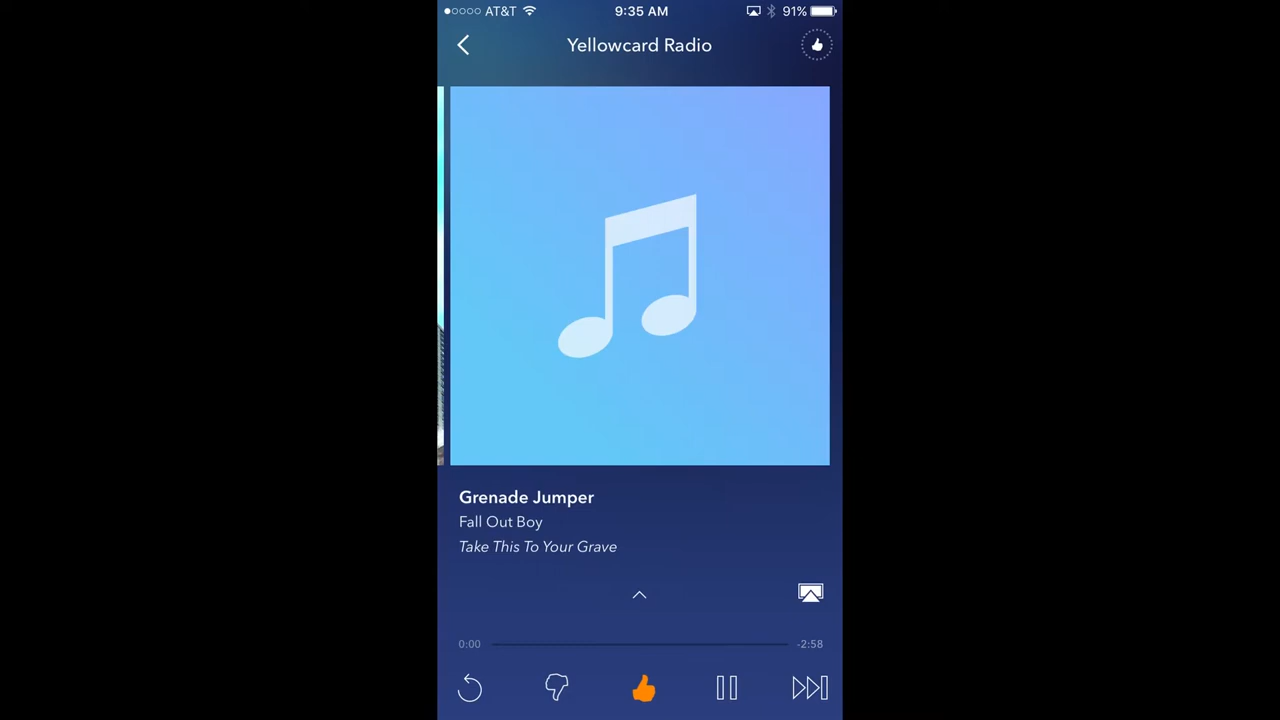 AT&T 9:35 AM 91%
Yellowcard Radio
Grenade Jumper
Fall Out Boy
Take This To Your Grave
0:00 -2:58